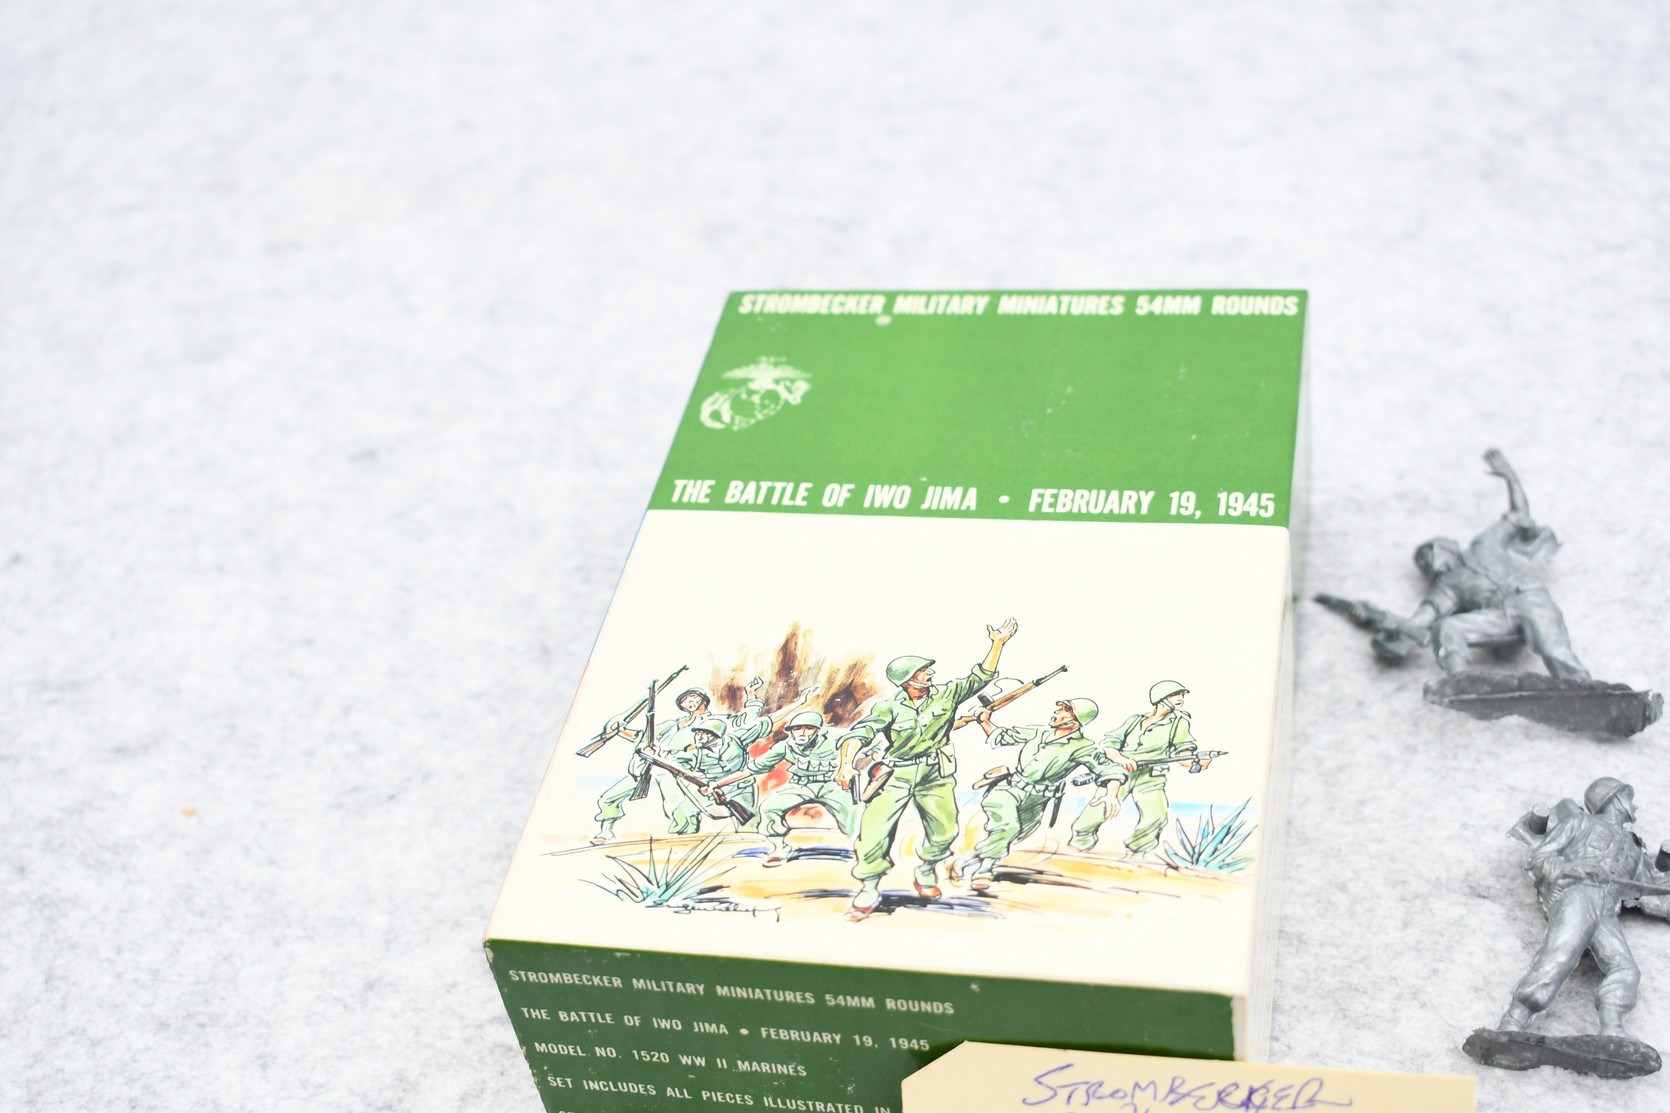 STROMBECKER MILITARY MINIATURES 54MM ROUNDS
THE BATTLE OF IWO JIMA • FEBRUARY 19, 1945
STROMBECKER MILITARY MINIATURES 54MM ROUNDS
THE BATTLE OF IWO JIMA • FEBRUARY 19, 1945
MODEL NO. 1520 WW II MARINES
SET INCLUDES ALL PIECES ILLUSTRATED IN